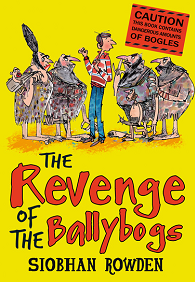 CAUTION
THIS BOOK CONTAINS
DANGEROUS AMOUNTS
OF BOGLES
THE
REVENGE
OF
THE BALLYBOGS
SIOBHAN ROWDEN